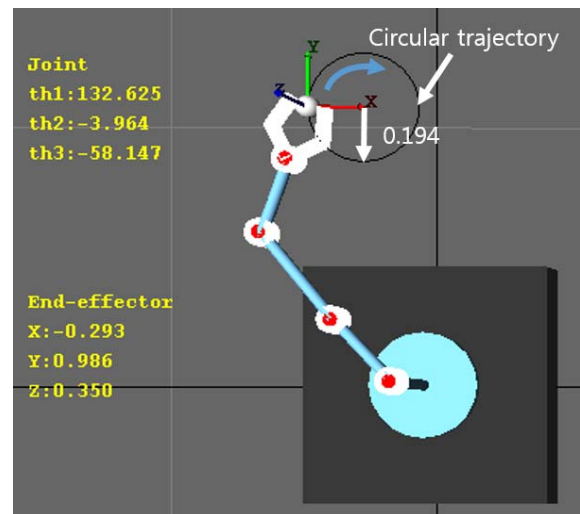 Circular trajectory
Y
Joint
th1:132.625
th2:-3.964
th3:-58.147
Z
X
0.194
End-effector
X:-0.293
Y:0.986
Z:0.350